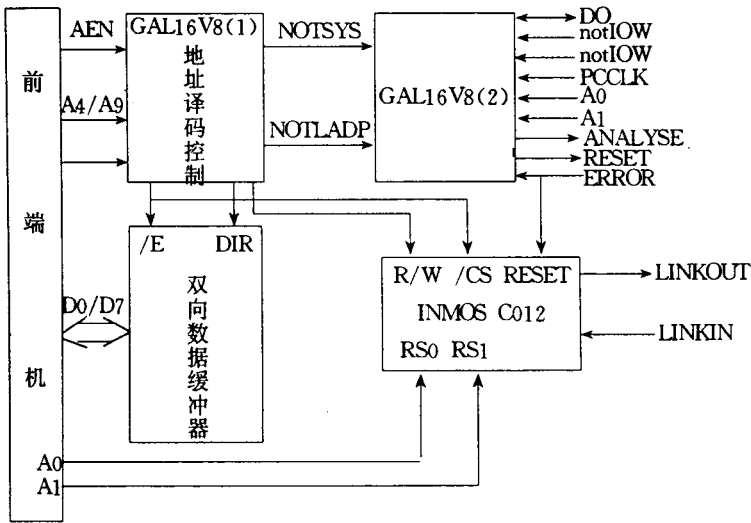 前端机
AEN
A4/A9
D0/D7
A0
A1
GAL16V8(1)
地址译码控制
NOTSYS
NOTLADP
GAL16V8(2)
DO
notIOW
notIOW
PCCLK
A0
A1
ANALYSE
RESET
ERROR
/E DIR
双向数据缓冲器
R/W /CS RESET
INMOS C012
RS0 RS1
LINKOUT
LINKIN